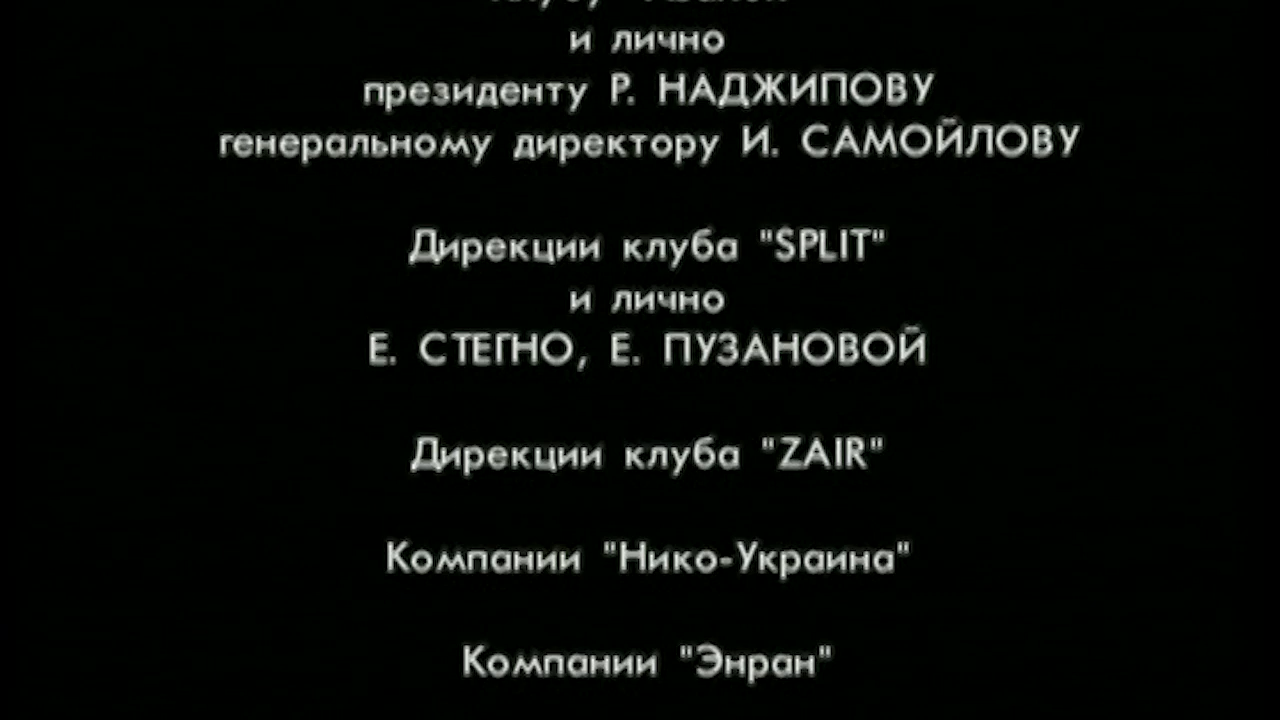 и лично
президенту Р. НАДЖИПОВУ
генеральному директору И. САМОЙЛОВУ
Дирекции клуба "SPLIT"
и лично
Е. СТЕГНО, Е. ПУЗАНОВОЙ
Дирекции клуба "ZAIR"
Компании "Нико-Украина"
Компании "Энран"